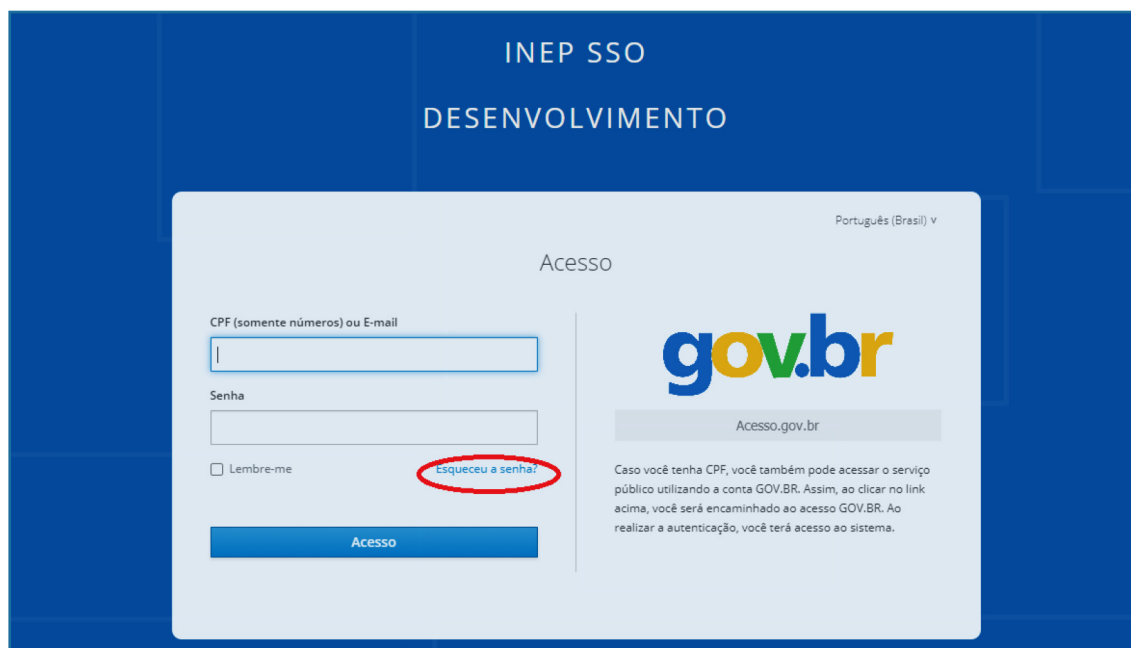 INEP SSO
DESENVOLVIMENTO
Português (Brasil) v
Acesso
CPF (somente números) ou E-mail
Senha
Lembre-me
Esqueceu a senha?
Acesso
gov.br
Acesso.gov.br
Caso você tenha CPF, você também pode acessar o serviço
público utilizando a conta GOV.BR. Assim, ao clicar no link
acima, você será encaminhado ao acesso GOV.BR. Ao
realizar a autenticação, você terá acesso ao sistema.